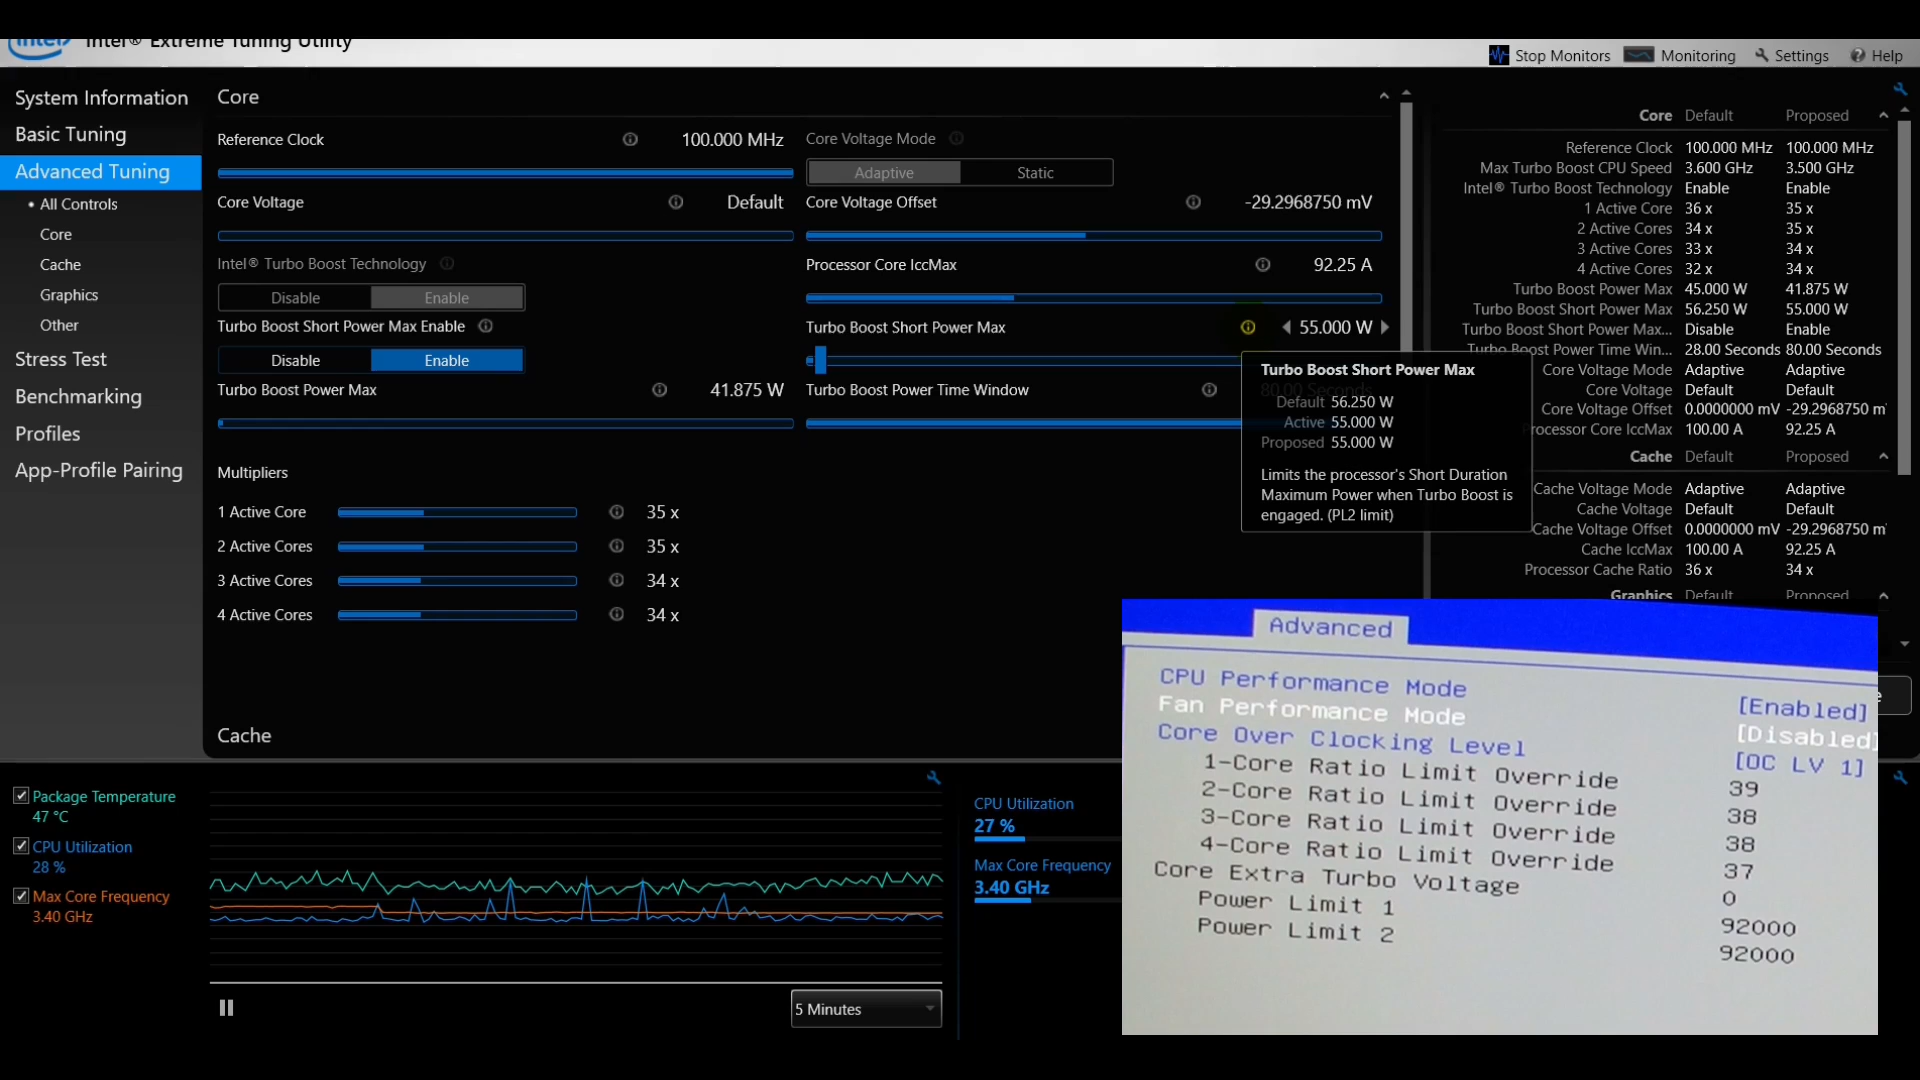 intel Intel® Extreme Tuning Utility
Stop Monitors Monitoring Settings Help
System Information
Basic Tuning
Advanced Tuning
• All Controls
Core
Cache
Graphics
Other
Stress Test
Benchmarking
Profiles
App-Profile Pairing
Core
Reference Clock 100.000 MHz
Core Voltage Mode
Adaptive Static
Core Voltage Default
Core Voltage Offset -29.2968750 mV
Intel® Turbo Boost Technology
Disable Enable
Processor Core IccMax 92.25 A
Turbo Boost Short Power Max Enable
Disable Enable
Turbo Boost Short Power Max 55.000 W
Turbo Boost Power Max 41.875 W
Turbo Boost Power Time Window 80.00 Seconds
Turbo Boost Short Power Max
Default 56.250 W
Active 55.000 W
Proposed 55.000 W
Limits the processor's Short Duration
Maximum Power when Turbo Boost is
engaged. (PL2 limit)
Multipliers
1 Active Core 35 x
2 Active Cores 35 x
3 Active Cores 34 x
4 Active Cores 34 x
Cache
Core Default Proposed
Reference Clock 100.000 MHz 100.000 MHz
Max Turbo Boost CPU Speed 3.600 GHz 3.500 GHz
Intel® Turbo Boost Technology Enable Enable
1 Active Core 36 x 35 x
2 Active Cores 34 x 35 x
3 Active Cores 33 x 34 x
4 Active Cores 32 x 34 x
Turbo Boost Power Max 45.000 W 41.875 W
Turbo Boost Short Power Max 56.250 W 55.000 W
Turbo Boost Short Power Max... Disable Enable
Turbo Boost Power Time Win... 28.00 Seconds 80.00 Seconds
Core Voltage Mode Adaptive Adaptive
Core Voltage Default Default
Core Voltage Offset 0.0000000 mV -29.2968750 m
rocessor Core IccMax 100.00 A 92.25 A
Cache Default Proposed
Cache Voltage Mode Adaptive Adaptive
Cache Voltage Default Default
Cache Voltage Offset 0.0000000 mV -29.2968750 m
Cache IccMax 100.00 A 92.25 A
Processor Cache Ratio 36 x 34 x
Graphics Default Proposed
Advanced
CPU Performance Mode [Enabled]
Fan Performance Mode [Disabled]
Core Over Clocking Level [OC LV 1]
1-Core Ratio Limit Override 39
2-Core Ratio Limit Override 38
3-Core Ratio Limit Override 38
4-Core Ratio Limit Override 37
Core Extra Turbo Voltage 0
Power Limit 1 92000
Power Limit 2 92000
Package Temperature
47 °C
CPU Utilization
28 %
Max Core Frequency
3.40 GHz
5 Minutes
CPU Utilization
27 %
Max Core Frequency
3.40 GHz